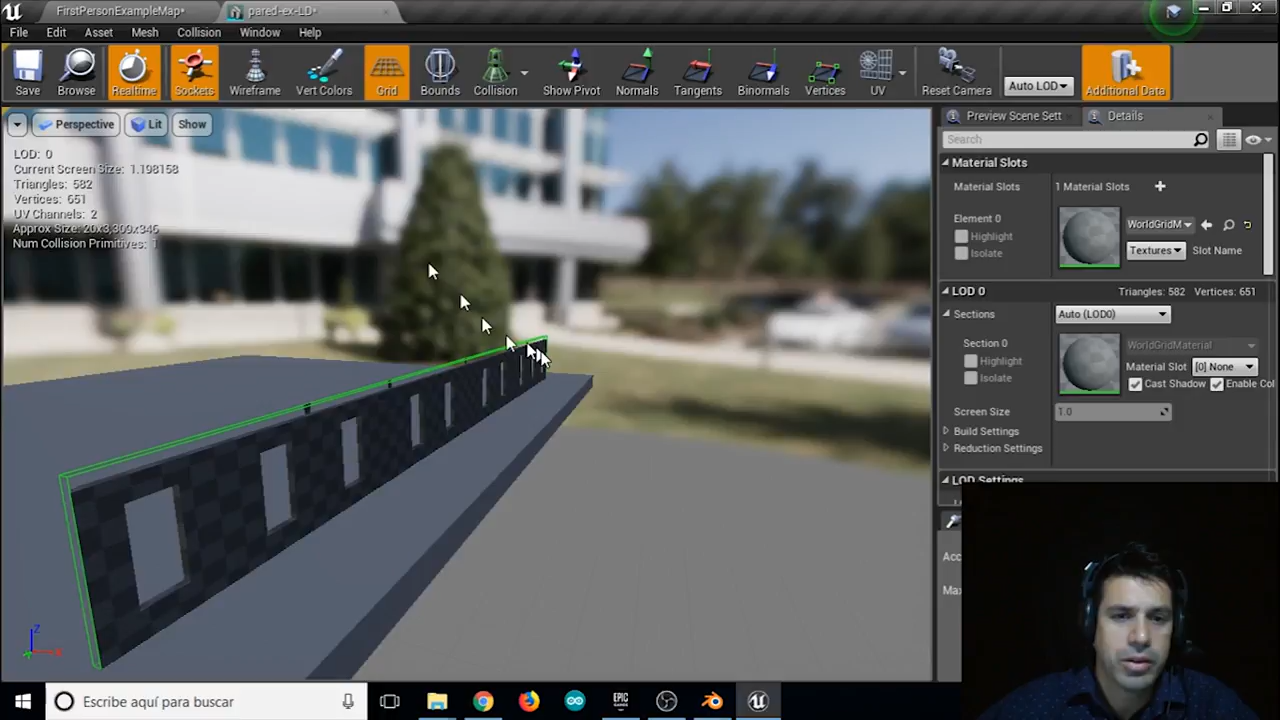 FirstPersonExampleMap*
pared-ex-LD*
File Edit Asset Mesh Collision Window Help
Save Browse Realtime Sockets Wireframe Vert Colors Grid Bounds Collision Show Pivot Normals Tangents Binormals Vertices UV Reset Camera Auto LOD Additional Data
Perspective Lit Show
LOD: 0
Current Screen Size: 1.198158
Triangles: 582
Vertices: 651
UV Channels: 2
Approx Size: 20x3,309x346
Num Collision Primitives: 1
Z
X
Preview Scene Sett Details
Search
Material Slots
Material Slots 1 Material Slots
Element 0
Highlight
Isolate
WorldGridM
Textures Slot Name
LOD 0 Triangles: 582 Vertices: 651
Sections Auto (LOD0)
Section 0
Highlight
Isolate
WorldGridMaterial
Material Slot [0] None
Cast Shadow Enable Col
Screen Size 1.0
Build Settings
Reduction Settings
LOD Settings
Acc
Max
Escribe aquí para buscar
EPIC
GAMES